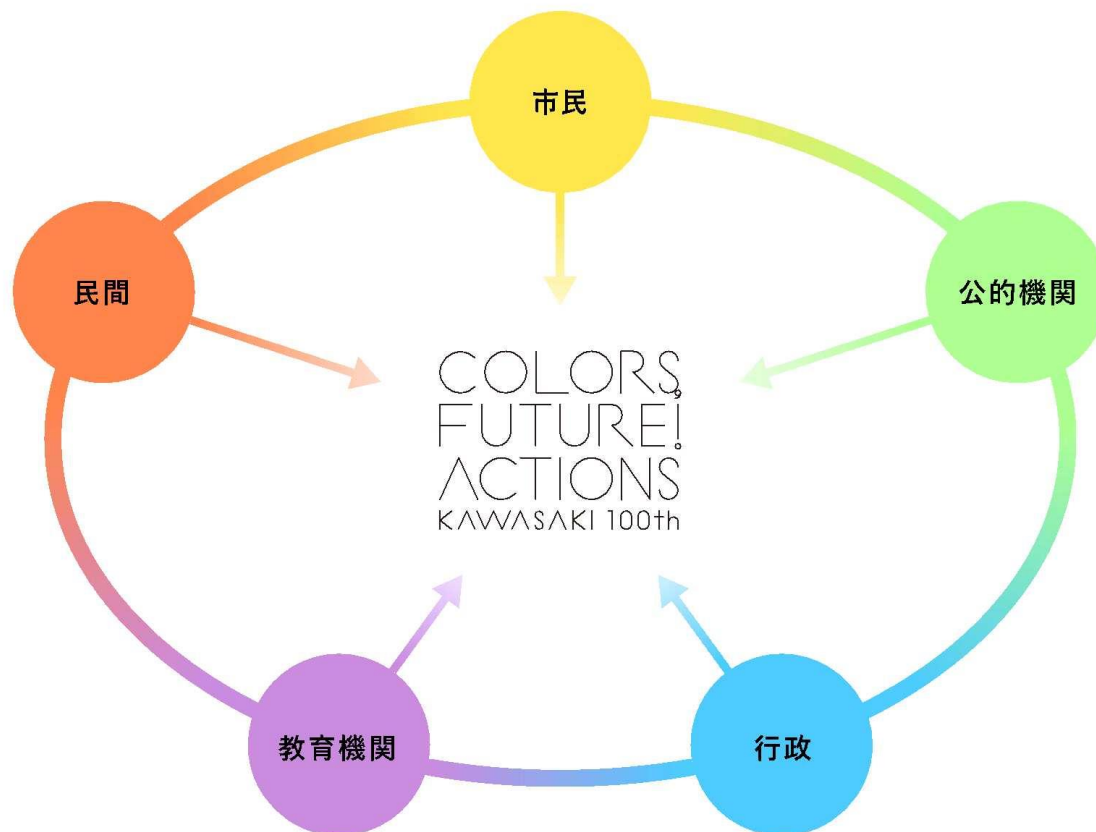 市民
民間
公的機関
COLORS,
FUTURE!
ACTIONS
KAWASAKI 100th
教育機関
行政